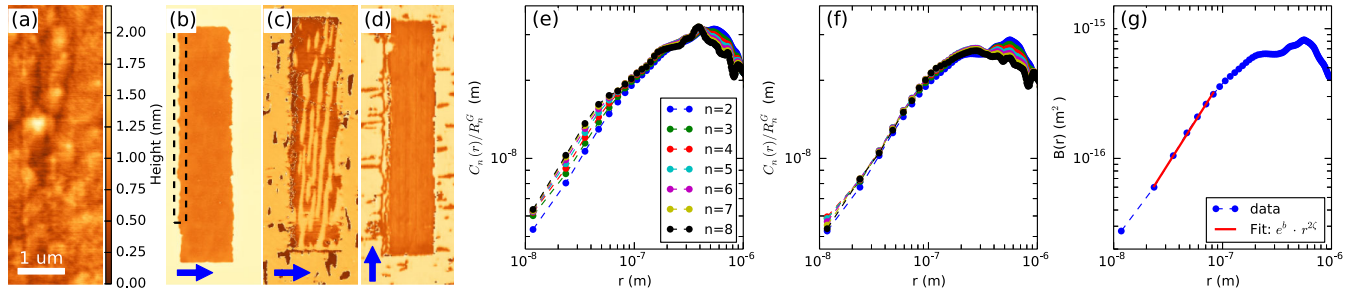 (a)
1 um
2.00
1.75
1.50
1.25
1.00
0.75
0.50
0.25
0.00
Height (nm)
(b)
(c)
(d)
(e)
C_n(r)/R_n^G (m)
10^-8
n=2
n=3
n=4
n=5
n=6
n=7
n=8
10^-8 10^-7 10^-6
r (m)
(f)
C_n(r)/R_n^G (m)
10^-8
10^-8 10^-7 10^-6
r (m)
(g)
B(r) (m^2)
10^-15
10^-16
data
Fit: e^b · r^2ζ
10^-8 10^-7 10^-6
r (m)